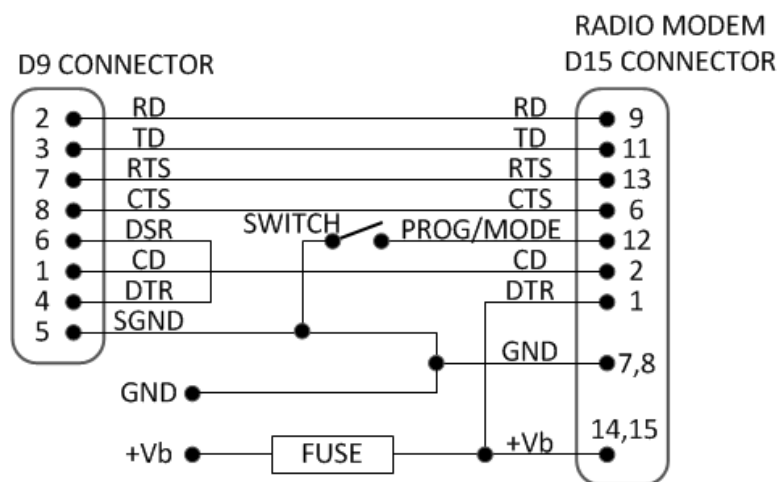 RADIO MODEM
D9 CONNECTOR D15 CONNECTOR
2 RD RD 9
3 TD TD 11
7 RTS RTS 13
8 CTS CTS 6
6 DSR SWITCH PROG/MODE 12
1 CD CD 2
4 DTR DTR 1
5 SGND
GND 7,8
GND
14,15
+Vb FUSE +Vb